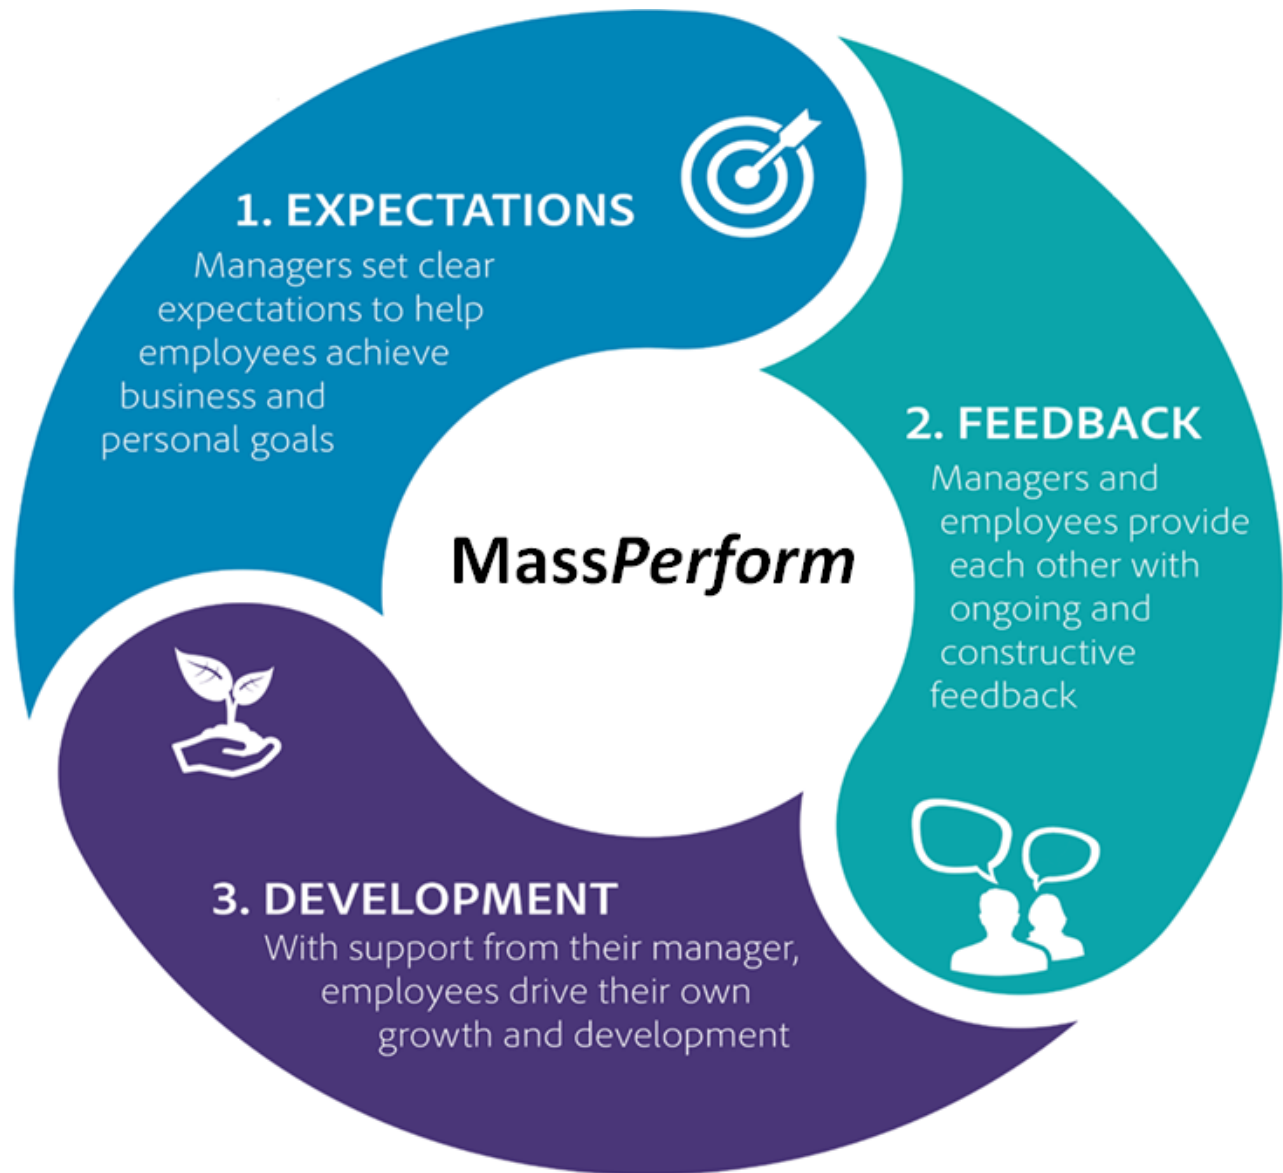 1. EXPECTATIONS
Managers set clear
expectations to help
employees achieve
business and
personal goals
2. FEEDBACK
Managers and
employees provide
each other with
ongoing and
constructive
feedback
MassPerform
3. DEVELOPMENT
With support from their manager,
employees drive their own
growth and development